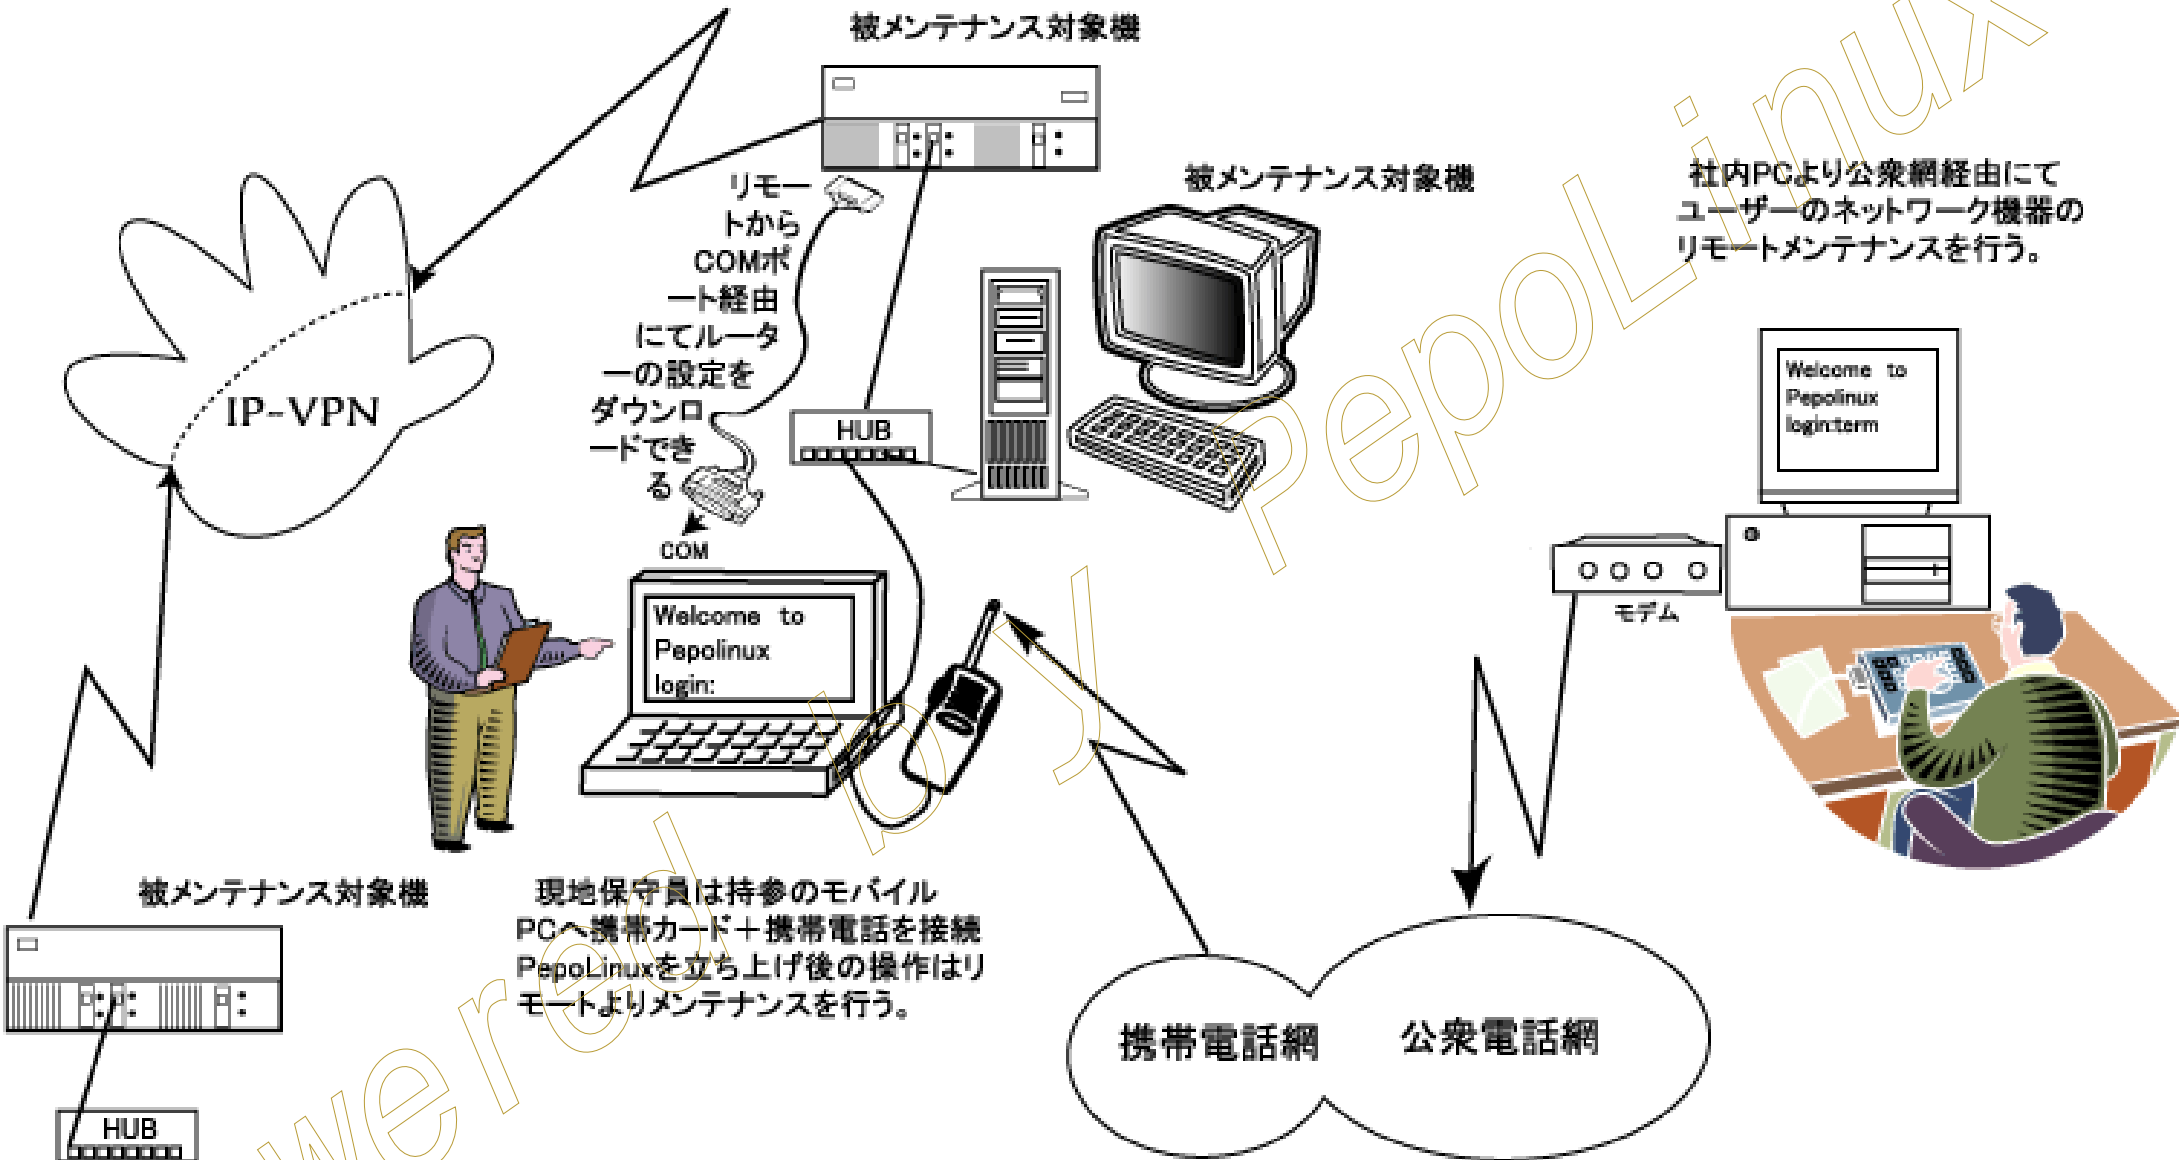 被メンテナンス対象機
被メンテナンス対象機
社内PCより公衆網経由にて
ユーザーのネットワーク機器の
リモートメンテナンスを行う。
リモー
トから
COMポ
ート経由
にてルータ
ーの設定を
ダウンロ
ードでき
る
COM
IP-VPN
HUB
Welcome to
Pepolinux
login:term
モデム
Welcome to
Pepolinux
login:
被メンテナンス対象機
現地保守員は持参のモバイル
PCへ携帯カード＋携帯電話を接続
PepoLinuxを立ち上げ後の操作はリ
モートよりメンテナンスを行う。
携帯電話網
公衆電話網
HUB
wered by PepoLinux